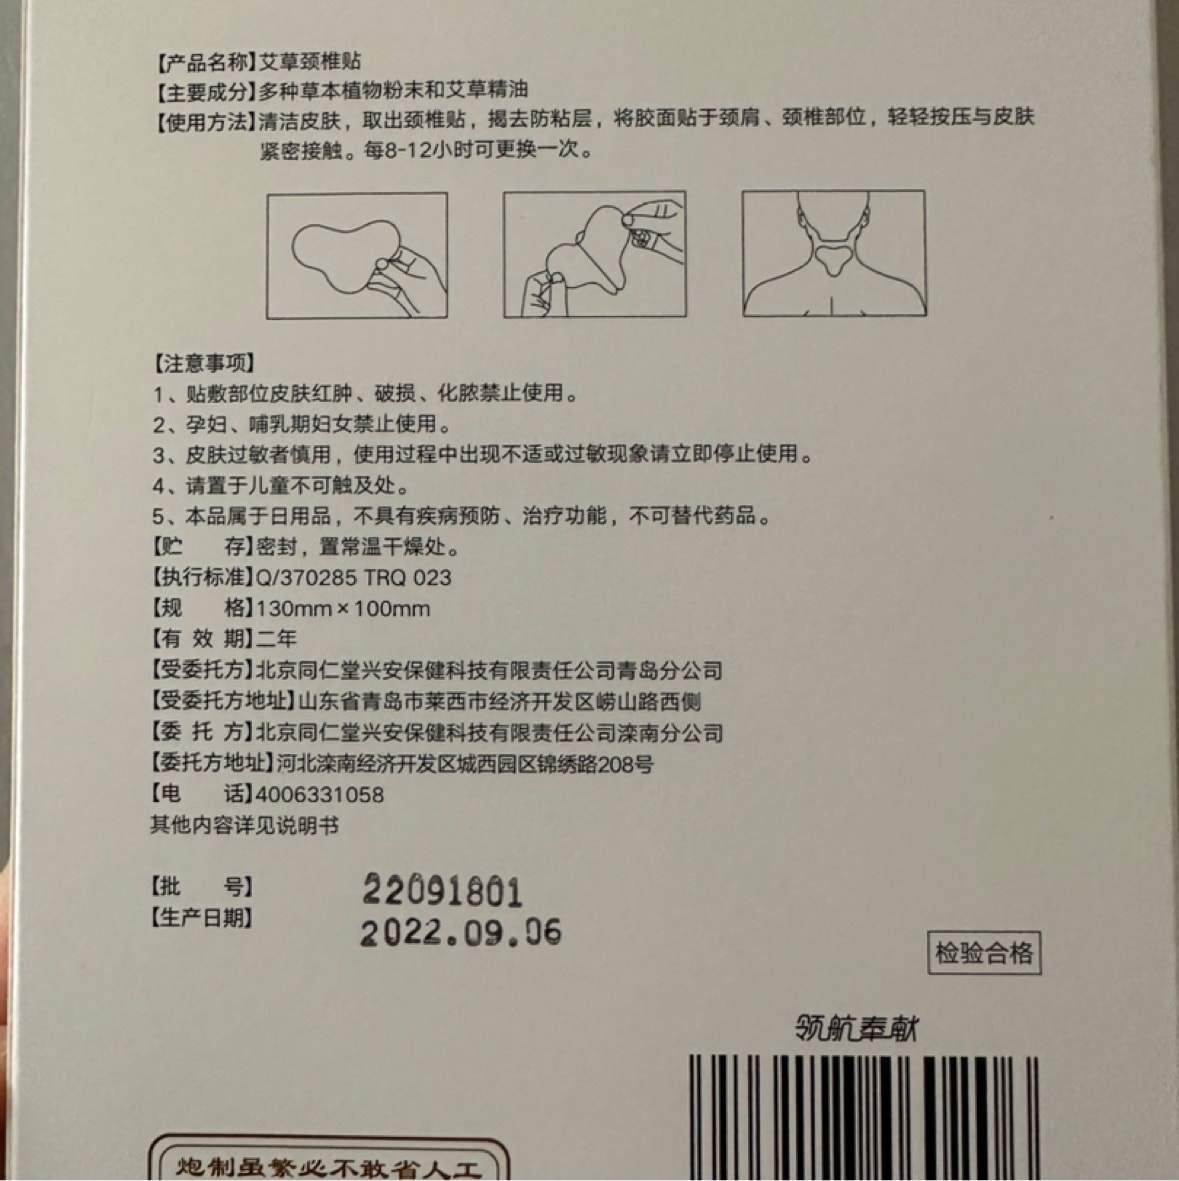 【产品名称】艾草颈椎贴
【主要成分】多种草本植物粉末和艾草精油
【使用方法】清洁皮肤，取出颈椎贴，揭去防粘层，将胶面贴于颈肩、颈椎部位，轻轻按压与皮肤
紧密接触。每8-12小时可更换一次。
【注意事项】
1、贴敷部位皮肤红肿、破损、化脓禁止使用。
2、孕妇、哺乳期妇女禁止使用。
3、皮肤过敏者慎用，使用过程中出现不适或过敏现象请立即停止使用。
4、请置于儿童不可触及处。
5、本品属于日用品，不具有疾病预防、治疗功能，不可替代药品。
【贮　　存】密封，置常温干燥处。
【执行标准】Q/370285 TRQ 023
【规　　格】130mm×100mm
【有 效 期】二年
【受委托方】北京同仁堂兴安保健科技有限责任公司青岛分公司
【受委托方地址】山东省青岛市莱西市经济开发区崂山路西侧
【委 托 方】北京同仁堂兴安保健科技有限责任公司滦南分公司
【委托方地址】河北滦南经济开发区城西园区锦绣路208号
【电　　话】4006331058
其他内容详见说明书
【批　　号】 22091801
【生产日期】 2022.09.06
检验合格
领航奉献
炮制虽繁必不敢省人工